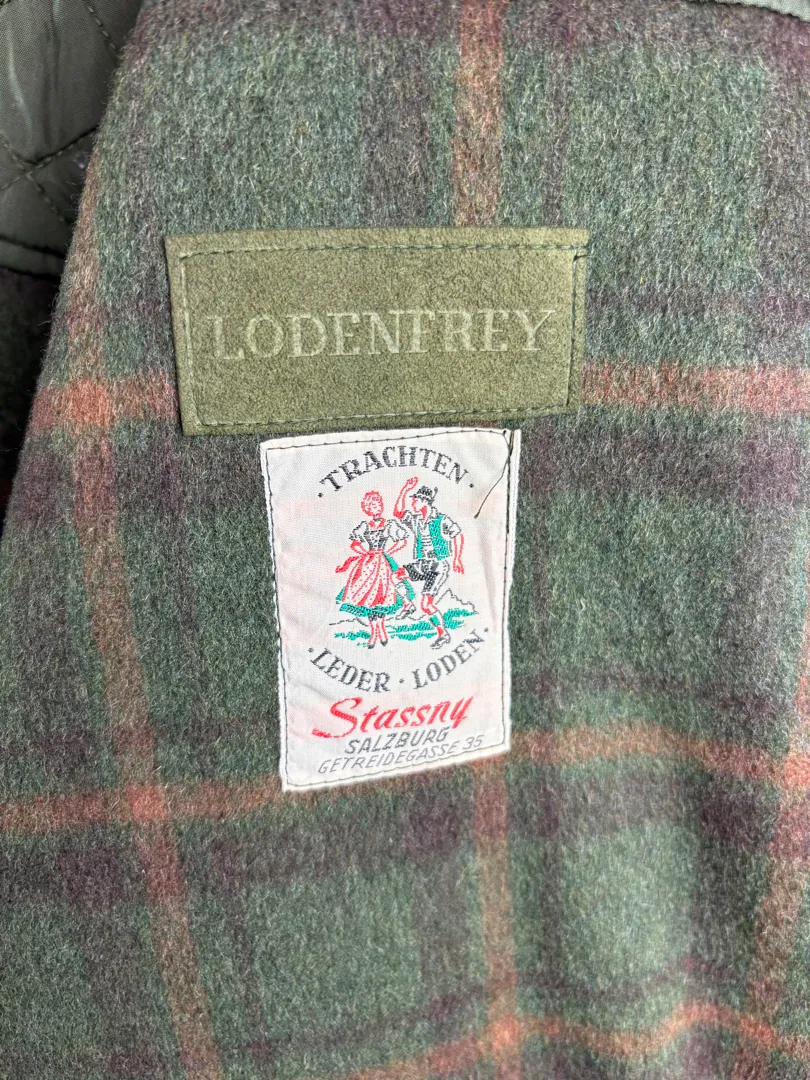 LODENFREY
· TRACHTEN ·
· LEDER · LODEN ·
Stassny
SALZBURG
GETREIDEGASSE 35